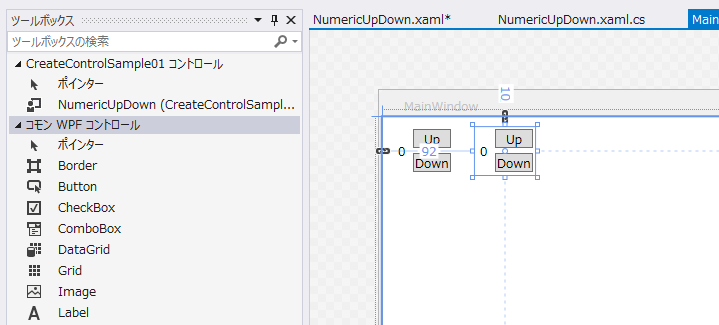 ツールボックス
ツールボックスの検索
CreateControlSample01 コントロール
ポインター
NumericUpDown (CreateControlSampl...
コモン WPF コントロール
ポインター
Border
Button
CheckBox
ComboBox
DataGrid
Grid
Image
Label
NumericUpDown.xaml*
NumericUpDown.xaml.cs
Main
MainWindow
10
0
Up
Down
92
0
Up
Down